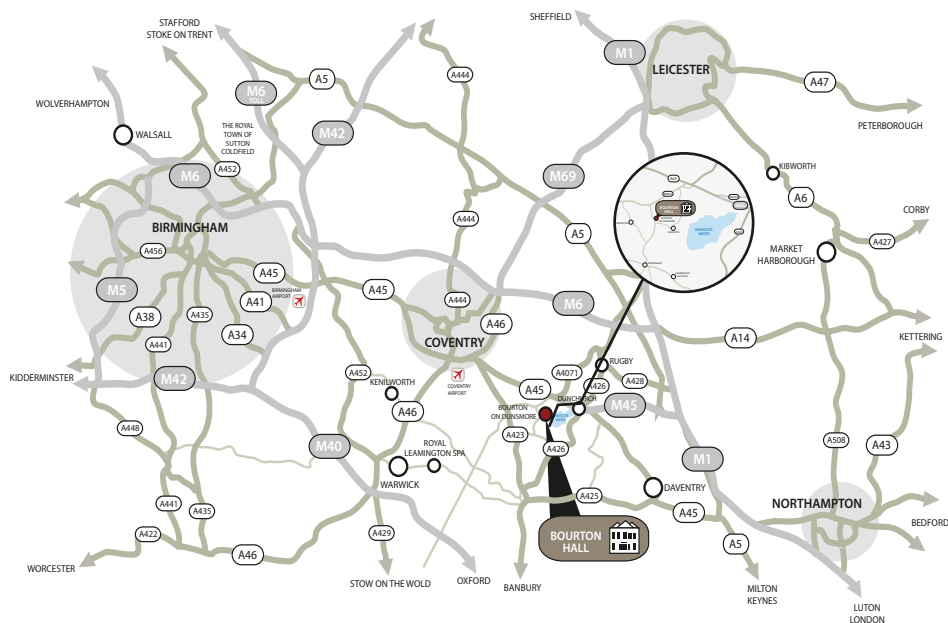 SHEFFIELD
STAFFORD
STOKE ON TRENT
M1
LEICESTER
A5
A444
A47
M6
TOLL
WOLVERHAMPTON
PETERBOROUGH
THE ROYAL
TOWN OF
SUTTON
COLDFIELD
M42
WALSALL
A452
KIBWORTH
M6
M69
A6
CORBY
BOURTON
HALL
A444
BIRMINGHAM
A5
A427
A456
MARKET
HARBOROUGH
A45
M5
BIRMINGHAM
AIRPORT
A45
A41
A444
M6
A38
A435
A46
A34
A14
KETTERING
A441
COVENTRY
RUGBY
KIDDERMINSTER
M42
A452
KENILWORTH
COVENTRY
AIRPORT
A4071
A45
A426
A428
DUNCHURCH
M45
A46
BOURTON
ON DUNSMORE
A448
A423
A426
A508
A43
M40
ROYAL
LEAMINGTON SPA
M1
WARWICK
DAVENTRY
A441
A435
A425
A45
NORTHAMPTON
BEDFORD
A422
A429
BOURTON
HALL
A46
A5
WORCESTER
STOW ON THE WOLD
OXFORD
BANBURY
MILTON
KEYNES
LUTON
LONDON